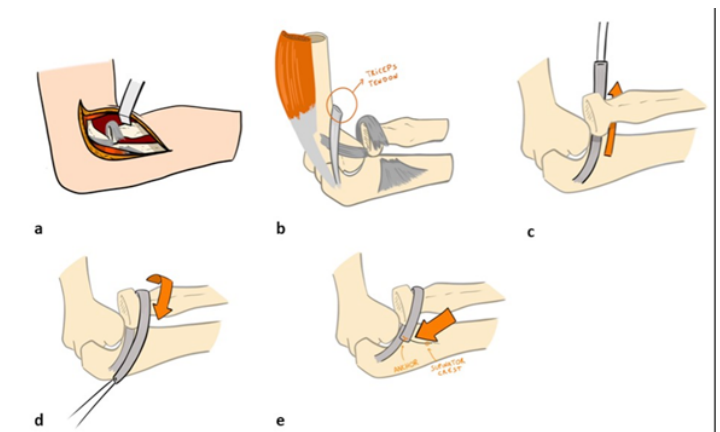 TRICEPS
TENDON
a
b
c
d
ANCHOR
SUPINATOR
CREST
e